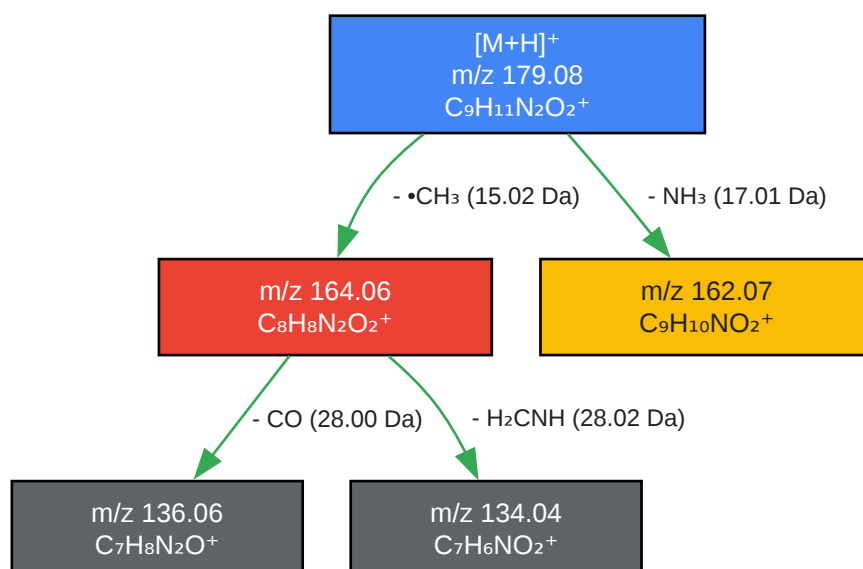 [M+H]⁺
m/z 179.08
C₉H₁₁N₂O₂⁺
- •CH₃ (15.02 Da)
- NH₃ (17.01 Da)
m/z 164.06
C₈H₈N₂O₂⁺
m/z 162.07
C₉H₁₀NO₂⁺
- CO (28.00 Da)
- H₂CNH (28.02 Da)
m/z 136.06
C₇H₈N₂O⁺
m/z 134.04
C₇H₆NO₂⁺